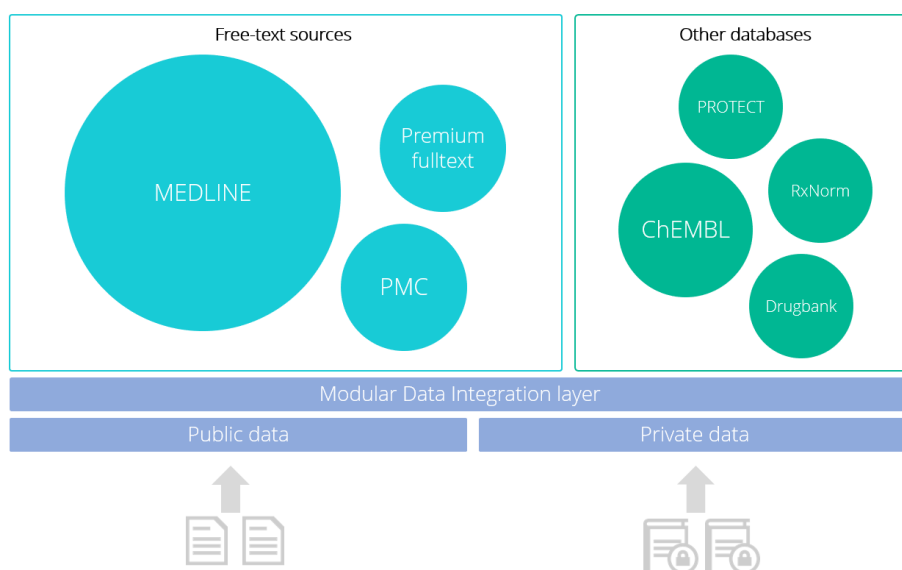 Free-text sources
MEDLINE
Premium
fulltext
PMC
Other databases
PROTECT
RxNorm
ChEMBL
Drugbank
Modular Data Integration layer
Public data
Private data